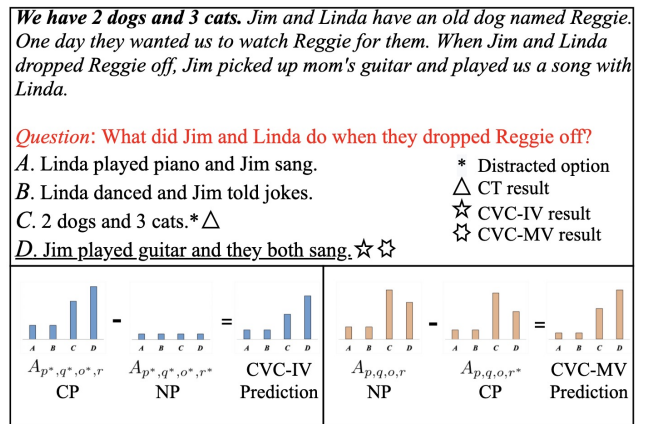 We have 2 dogs and 3 cats. Jim and Linda have an old dog named Reggie.
One day they wanted us to watch Reggie for them. When Jim and Linda
dropped Reggie off, Jim picked up mom's guitar and played us a song with
Linda.
Question: What did Jim and Linda do when they dropped Reggie off?
A. Linda played piano and Jim sang.
B. Linda danced and Jim told jokes.
C. 2 dogs and 3 cats.*△
D. Jim played guitar and they both sang.
* Distracted option
△ CT result
☆ CVC-IV result
CVC-MV result
A B C D - A B C D = A B C D
A B C D - A B C D = A B C D
A_{p*,q*,o*,r} A_{p*,q*,o*,r*} CVC-IV
CP NP Prediction
A_{p,q,o,r} A_{p,q,o,r*} CVC-MV
NP CP Prediction